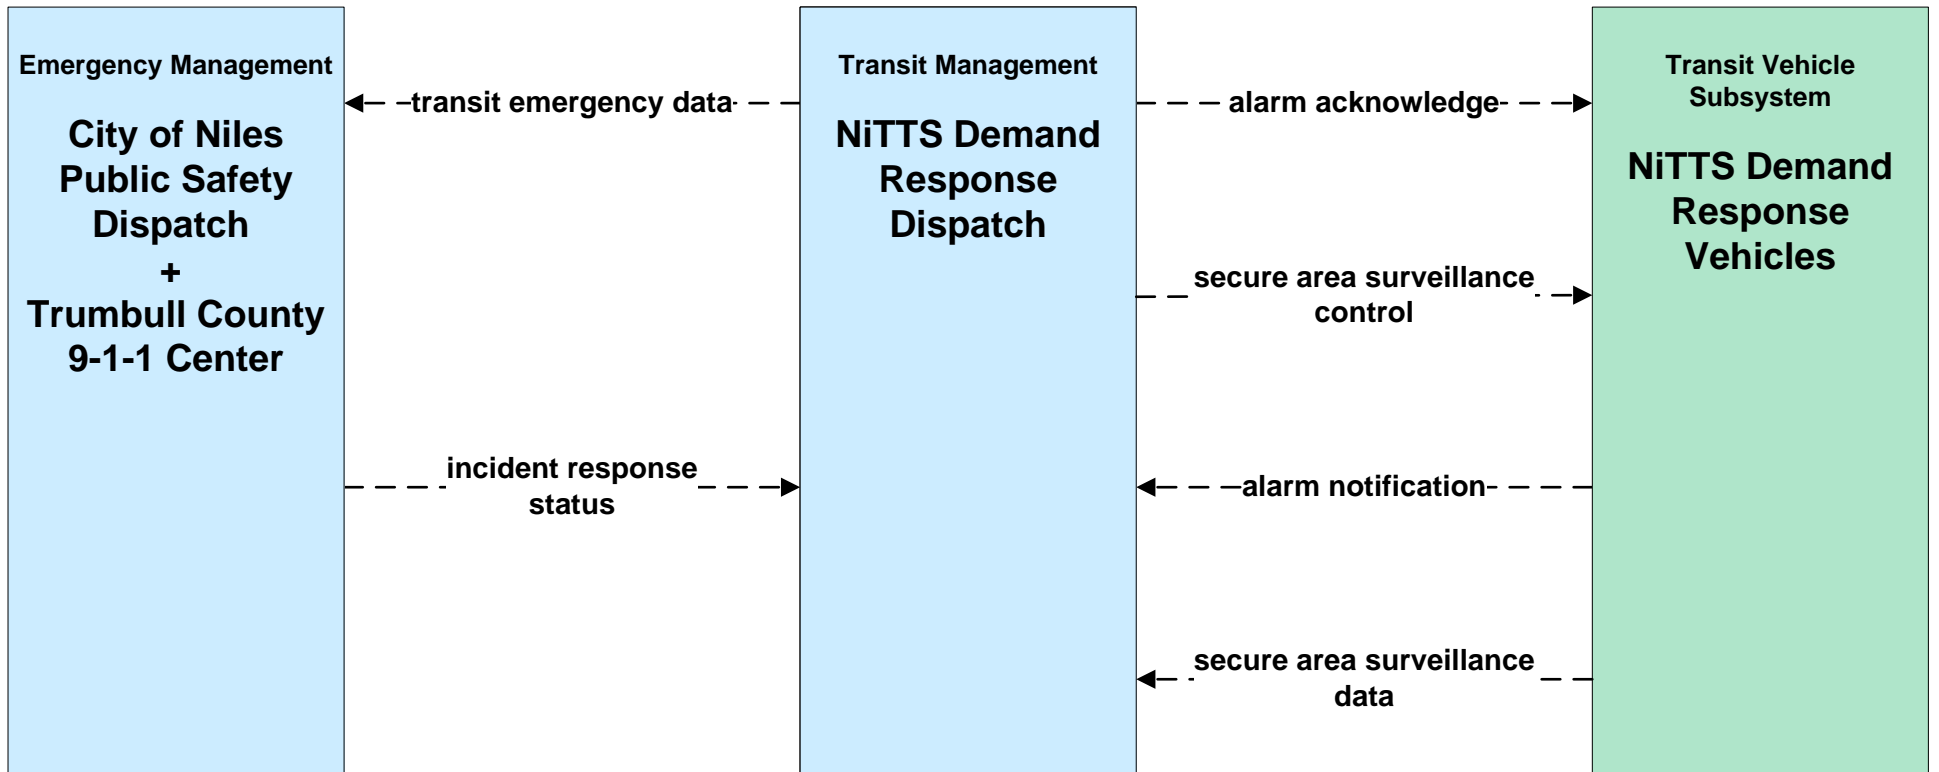 Emergency Management
City of Niles
Public Safety
Dispatch
+
Trumbull County
9-1-1 Center
transit emergency data
incident response
status
Transit Management
NiTTS Demand
Response
Dispatch
alarm acknowledge
secure area surveillance
control
alarm notification
secure area surveillance
data
Transit Vehicle
Subsystem
NiTTS Demand
Response
Vehicles